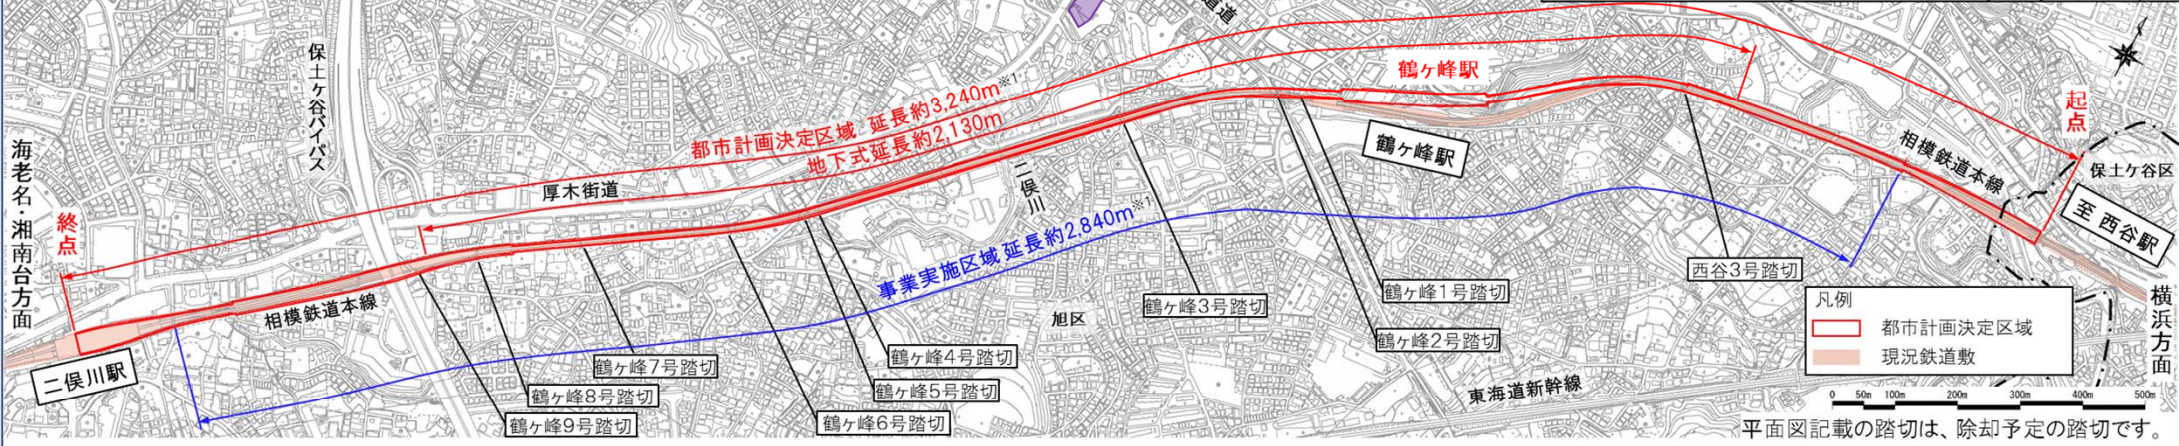 海老名・湘南台方面
終点
保土ヶ谷バイパス
厚木街道
都市計画決定区域 延長約3,240m※1
地下式延長約2,130m
事業実施区域 延長約2,840m※1
相模鉄道本線
二俣川駅
二俣川
旭区
鶴ヶ峰駅
鶴ヶ峰駅
起点
相模鉄道本線
保土ケ谷区
至 西谷駅
横浜方面
西谷3号踏切
鶴ヶ峰1号踏切
鶴ヶ峰2号踏切
鶴ヶ峰3号踏切
鶴ヶ峰4号踏切
鶴ヶ峰5号踏切
鶴ヶ峰6号踏切
鶴ヶ峰7号踏切
鶴ヶ峰8号踏切
鶴ヶ峰9号踏切
東海道新幹線
凡例
都市計画決定区域
現況鉄道敷
0 50m 100m 200m 300m 400m 500m
平面図記載の踏切は、除却予定の踏切です。